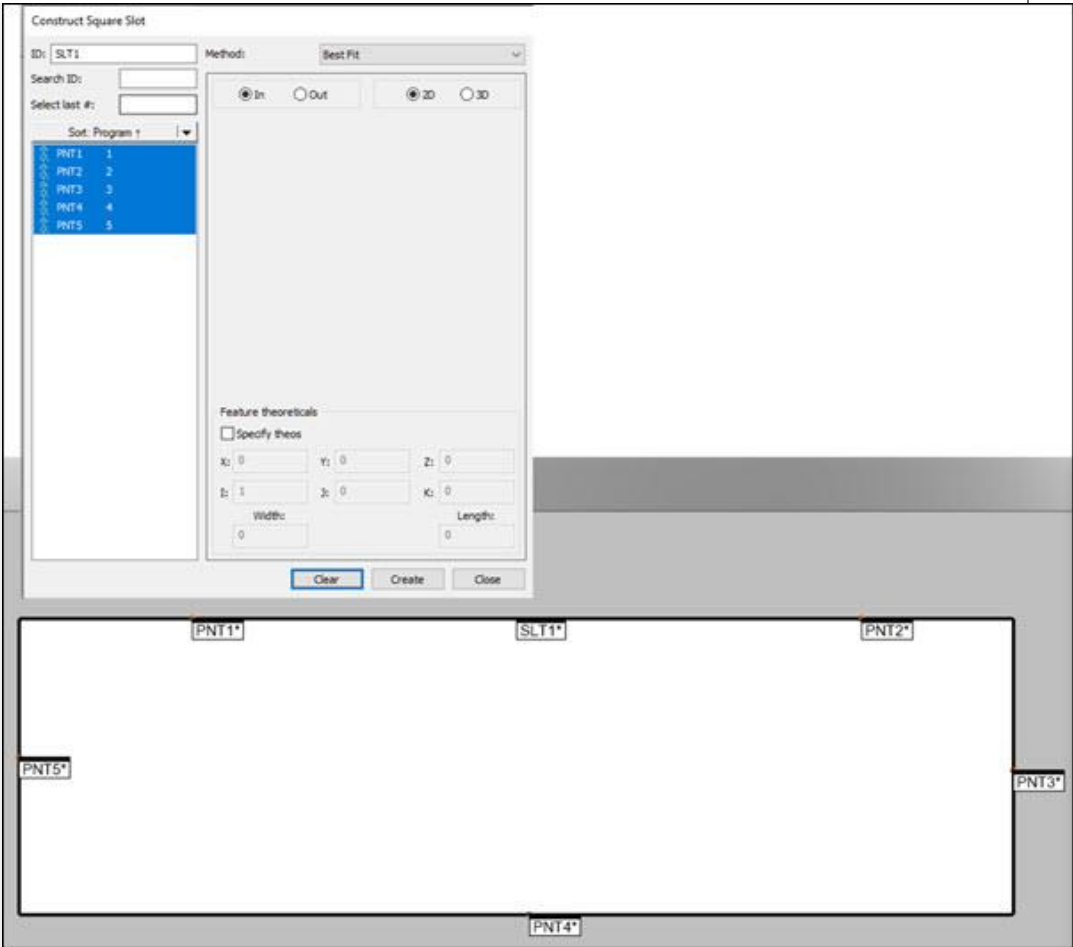 Construct Square Slot
ID: SLT1
Method: Best Fit
Search ID:
Select last #:
In Out 2D 3D
Sort: Program ↑
PNT1 1
PNT2 2
PNT3 3
PNT4 4
PNT5 5
Feature theoreticals
Specify theos
X: 0 Y: 0 Z: 0
I: 1 J: 0 K: 0
Width: Length:
0 0
Clear Create Close
PNT1* SLT1* PNT2*
PNT5* PNT3*
PNT4*